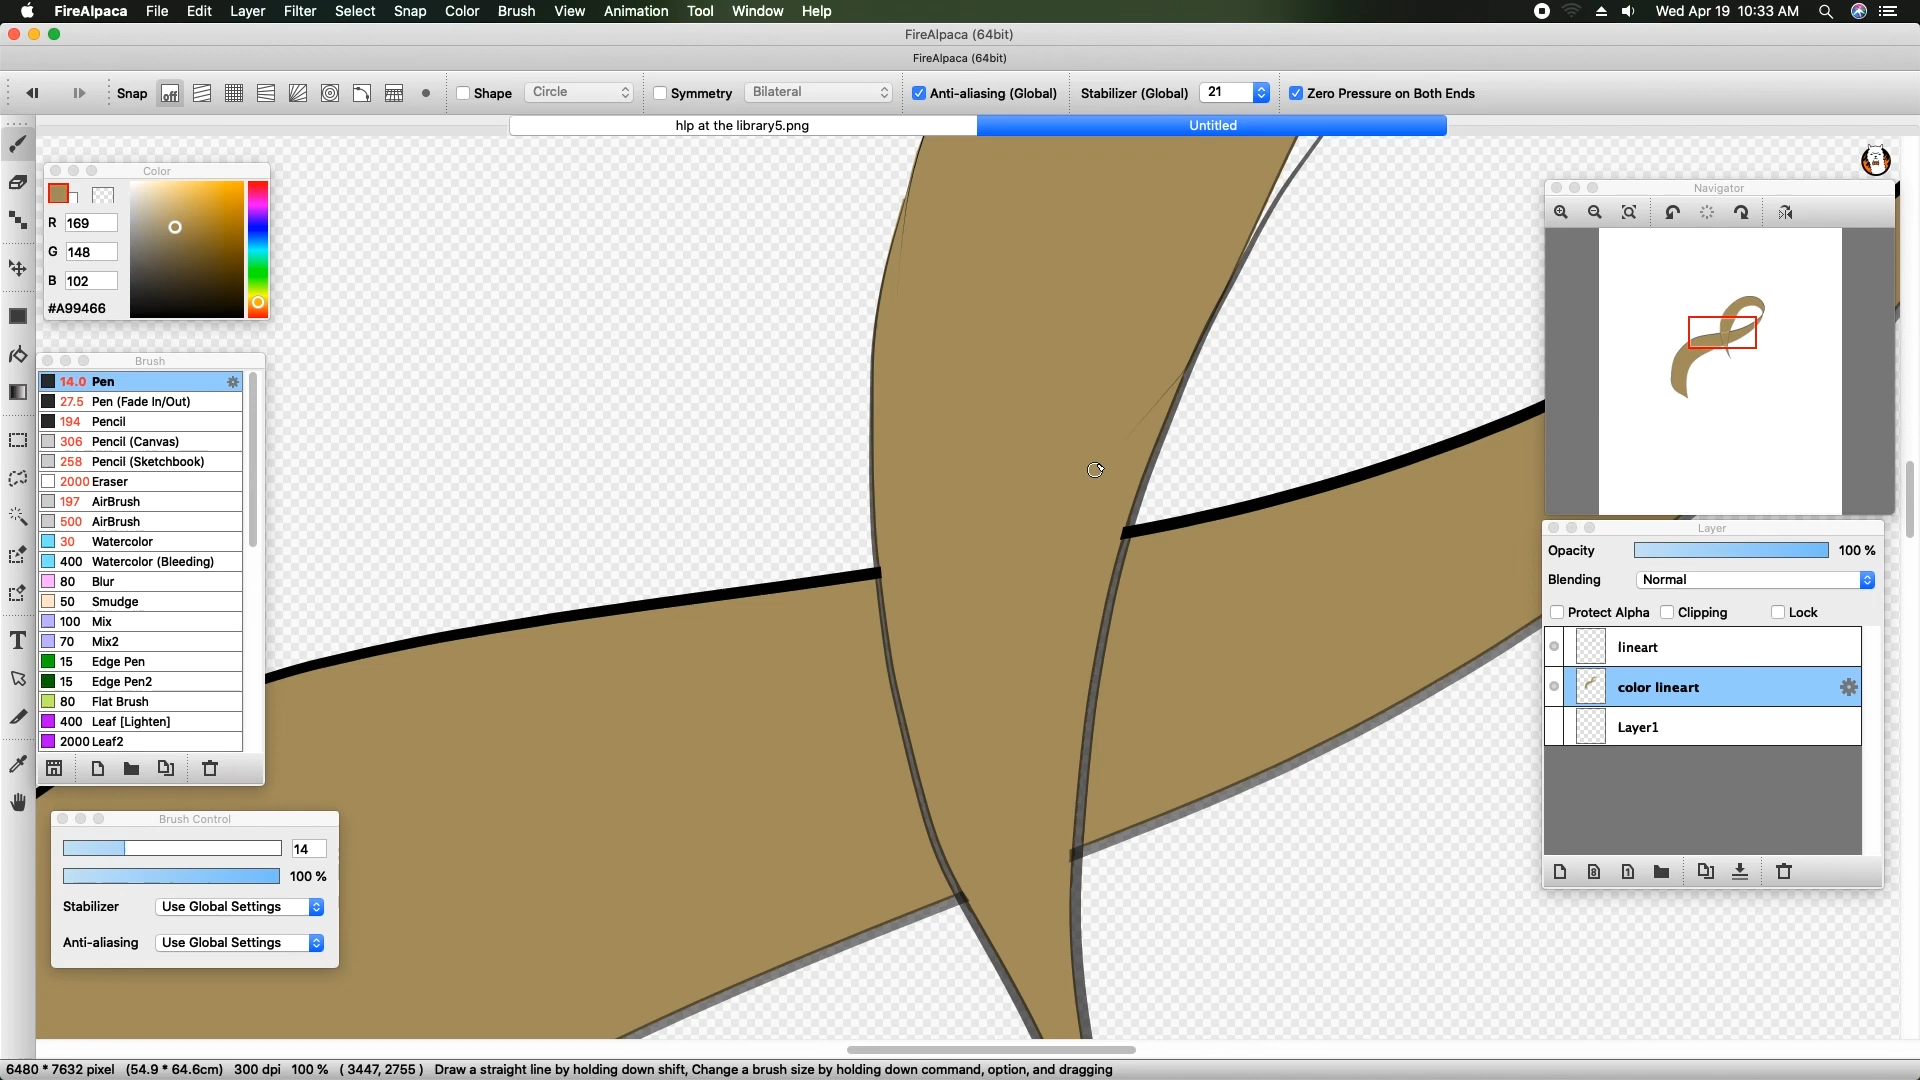 FireAlpaca File Edit Layer Filter Select Snap Color Brush View Animation Tool Window Help Wed Apr 19 10:33 AM
FireAlpaca (64bit)
FireAlpaca (64bit)
Snap off Shape Circle Symmetry Bilateral Anti-aliasing (Global) Stabilizer (Global) 21 Zero Pressure on Both Ends
hlp at the library5.png Untitled
Color
R 169
G 148
B 102
#A99466
Brush
14.0 Pen
27.5 Pen (Fade In/Out)
194 Pencil
306 Pencil (Canvas)
258 Pencil (Sketchbook)
2000 Eraser
197 AirBrush
500 AirBrush
30 Watercolor
400 Watercolor (Bleeding)
80 Blur
50 Smudge
100 Mix
70 Mix2
15 Edge Pen
15 Edge Pen2
80 Flat Brush
400 Leaf [Lighten]
2000 Leaf2
Brush Control
14
100 %
Stabilizer Use Global Settings
Anti-aliasing Use Global Settings
Navigator
Layer
Opacity 100 %
Blending Normal
Protect Alpha Clipping Lock
lineart
color lineart
Layer1
6480 * 7632 pixel (54.9 * 64.6cm) 300 dpi 100 % ( 3447, 2755 ) Draw a straight line by holding down shift, Change a brush size by holding down command, option, and dragging